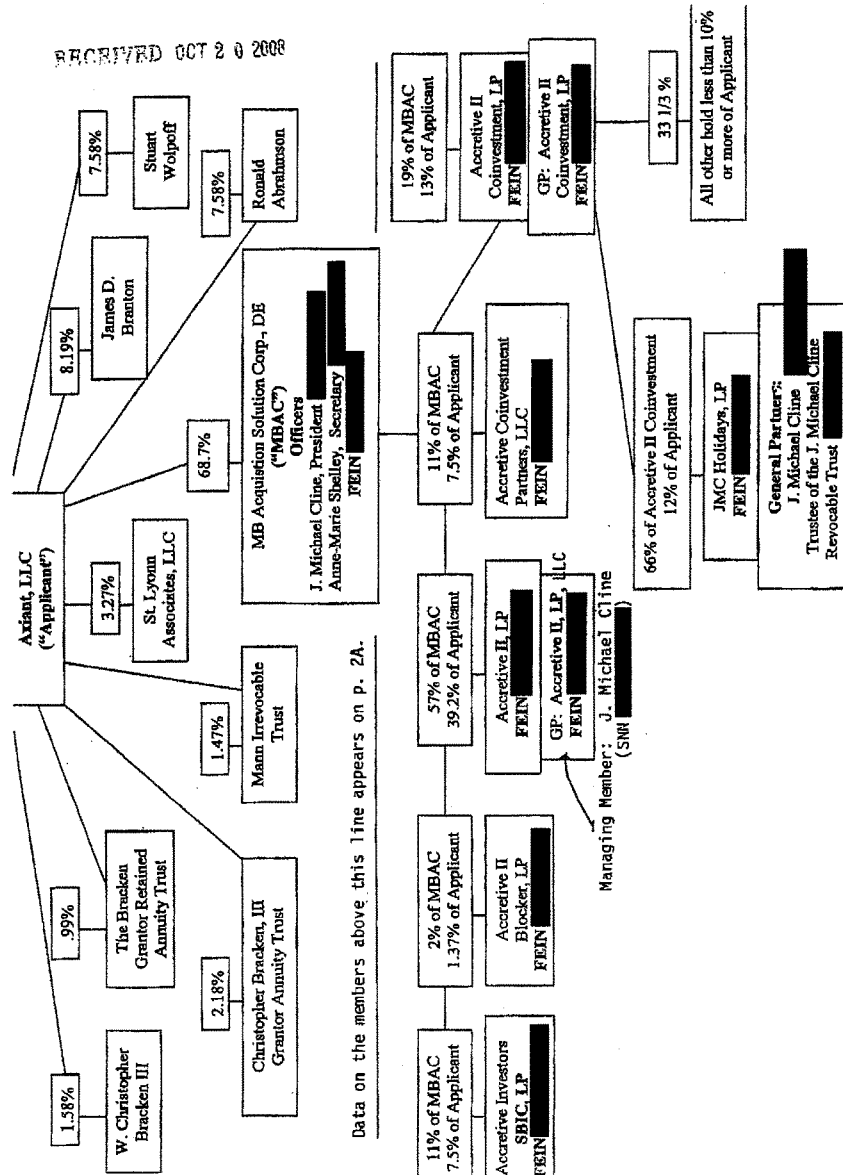 RECEIVED OCT 2 0 2008
Axiant, LLC
("Applicant")
1.58%
W. Christopher
Bracken III
.99%
The Bracken
Grantor Retained
Annuity Trust
2.18%
Christopher Bracken, III
Grantor Annuity Trust
1.47%
Mann Irrevocable
Trust
3.27%
St. Lyonn
Associates, LLC
68.7%
MB Acquistion Solution Corp., DE
("MBAC")
Officers
J. Michael Cline, President
Anne-Marie Shelley, Secretary
FEIN
8.19%
James D.
Branton
7.58%
Stuart
Wolpoff
7.58%
Ronald
Abrahmson
Data on the members above this line appears on p. 2A.
11% of MBAC
7.5% of Applicant
Accretive Investors
SBIC, LP
FEIN
2% of MBAC
1.37% of Applicant
Accretive II
Blocker, LP
FEIN
57% of MBAC
39.2% of Applicant
Accretive II, LP
FEIN
GP: Accretive II, LP, LLC
FEIN
Managing Member: J. Michael Cline
(SNN )
11% of MBAC
7.5% of Applicant
Accretive Coinvestment
Partners, LLC
FEIN
19% of MBAC
13% of Applicant
Accretive II
Coinvestment, LP
FEIN
GP: Accretive II
Coinvestment, LP
FEIN
66% of Accretive II Coinvestment
12% of Applicant
JMC Holidays, LP
FEIN
General Partners:
J. Michael Cline
Trustee of the J. Michael Cline
Revocable Trust
33 1/3 %
All other hold less than 10%
or more of Applicant